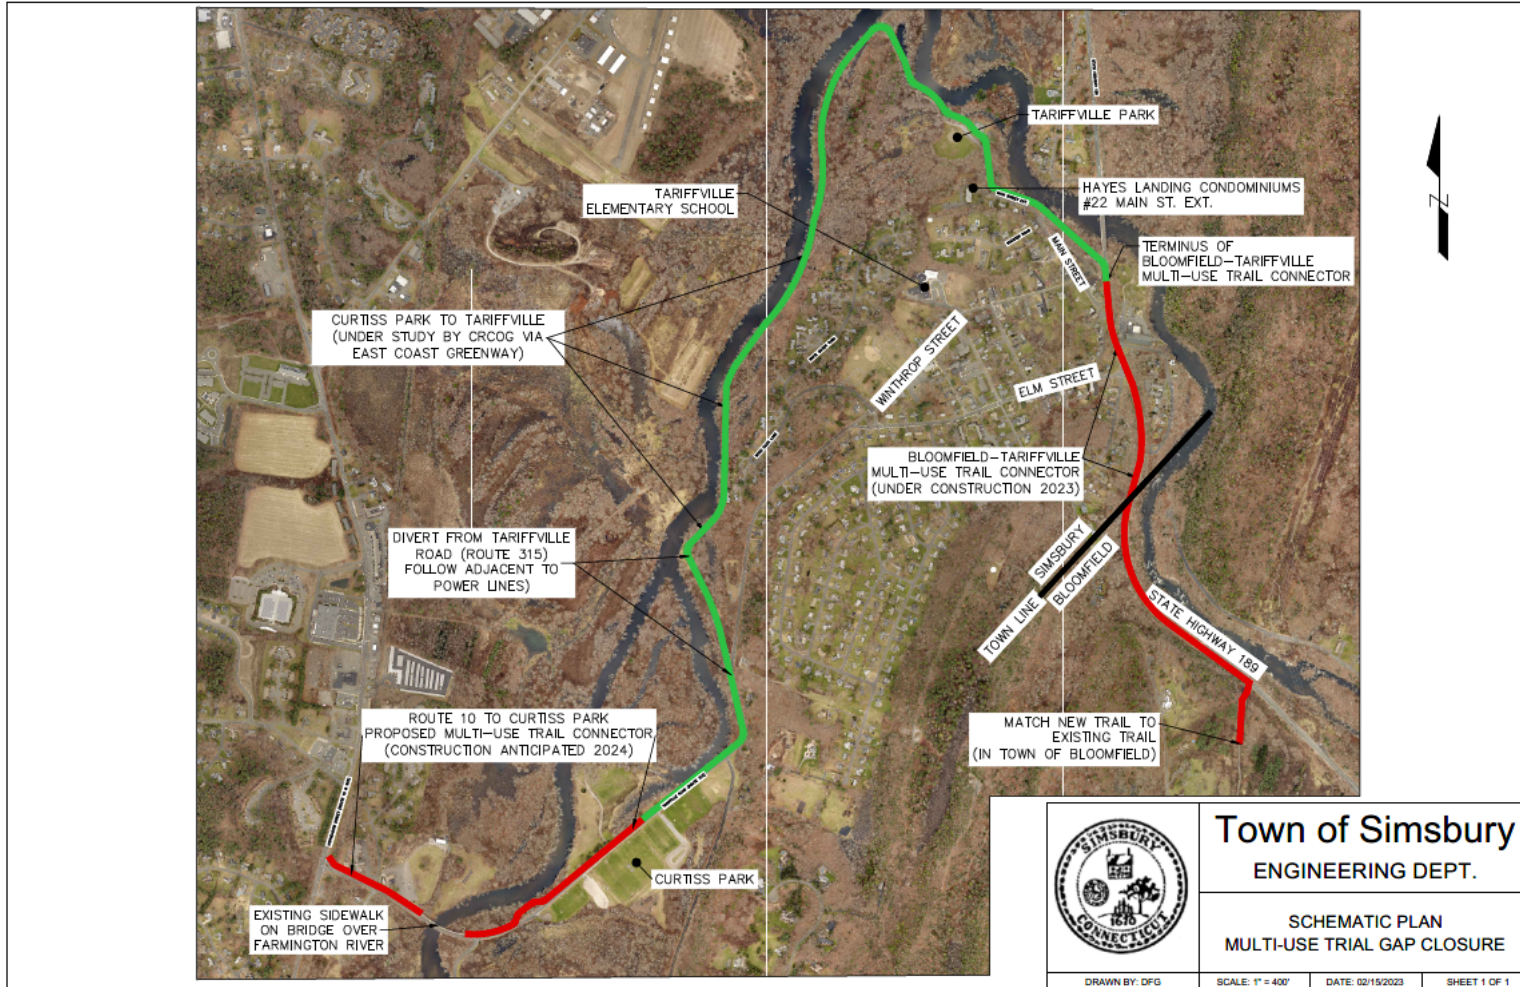 TARIFFVILLE PARK
TARIFFVILLE
ELEMENTARY SCHOOL
HAYES LANDING CONDOMINIUMS
#22 MAIN ST. EXT.
MAIN STREET
TERMINUS OF
BLOOMFIELD-TARIFFVILLE
MULTI-USE TRAIL CONNECTOR
CURTISS PARK TO TARIFFVILLE
(UNDER STUDY BY CRCOG VIA
EAST COAST GREENWAY)
WINTHROP STREET
ELM STREET
BLOOMFIELD-TARIFFVILLE
MULTI-USE TRAIL CONNECTOR
(UNDER CONSTRUCTION 2023)
DIVERT FROM TARIFFVILLE
ROAD (ROUTE 315)
FOLLOW ADJACENT TO
POWER LINES)
SIMSBURY
TOWN LINE
BLOOMFIELD
STATE HIGHWAY 189
MATCH NEW TRAIL TO
EXISTING TRAIL
(IN TOWN OF BLOOMFIELD)
ROUTE 10 TO CURTISS PARK
PROPOSED MULTI-USE TRAIL CONNECTOR
(CONSTRUCTION ANTICIPATED 2024)
CURTISS PARK
EXISTING SIDEWALK
ON BRIDGE OVER
FARMINGTON RIVER
N
SIMSBURY
1670
CONNECTICUT
Town of Simsbury
ENGINEERING DEPT.
SCHEMATIC PLAN
MULTI-USE TRIAL GAP CLOSURE
DRAWN BY: DFG
SCALE: 1" = 400'
DATE: 02/15/2023
SHEET 1 OF 1